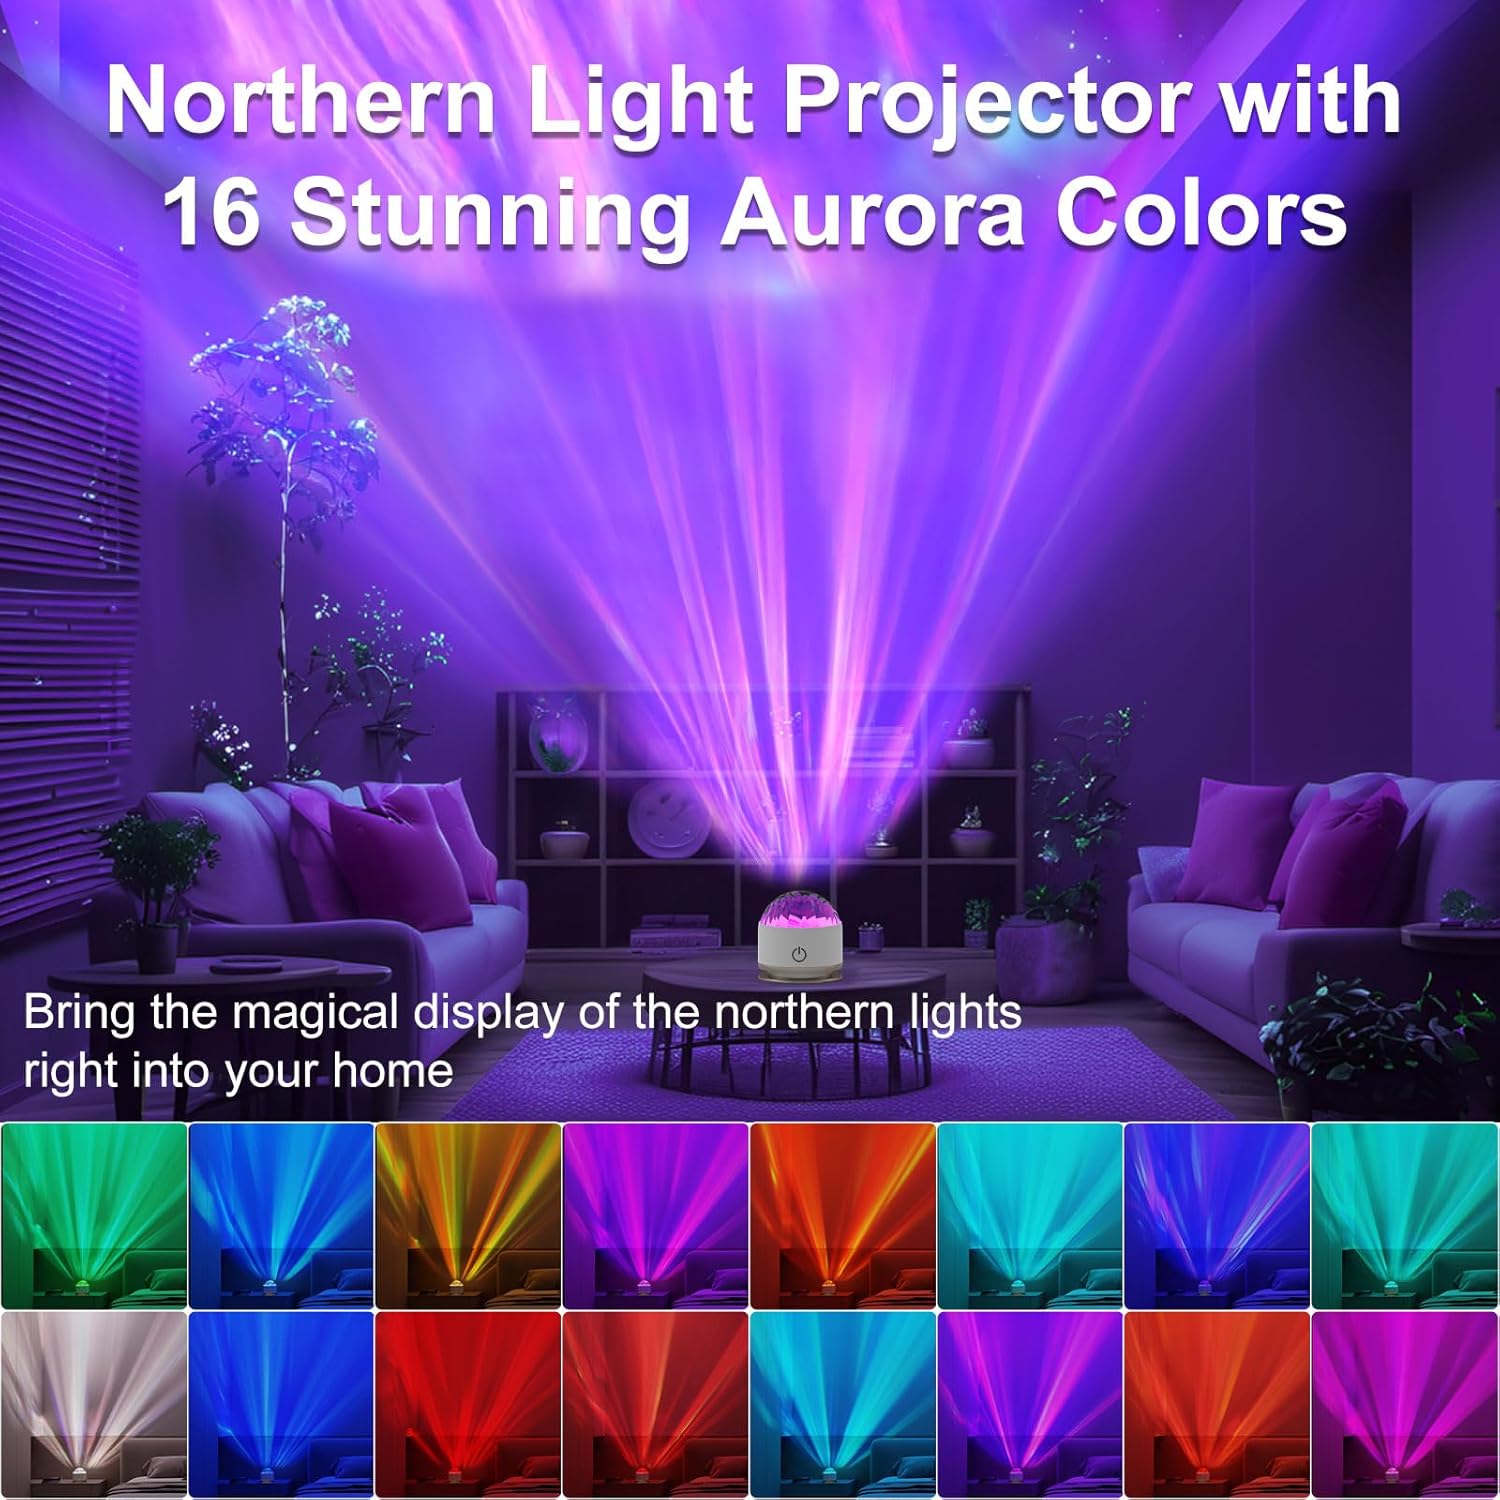 Northern Light Projector with
16 Stunning Aurora Colors
Bring the magical display of the northern lights
right into your home